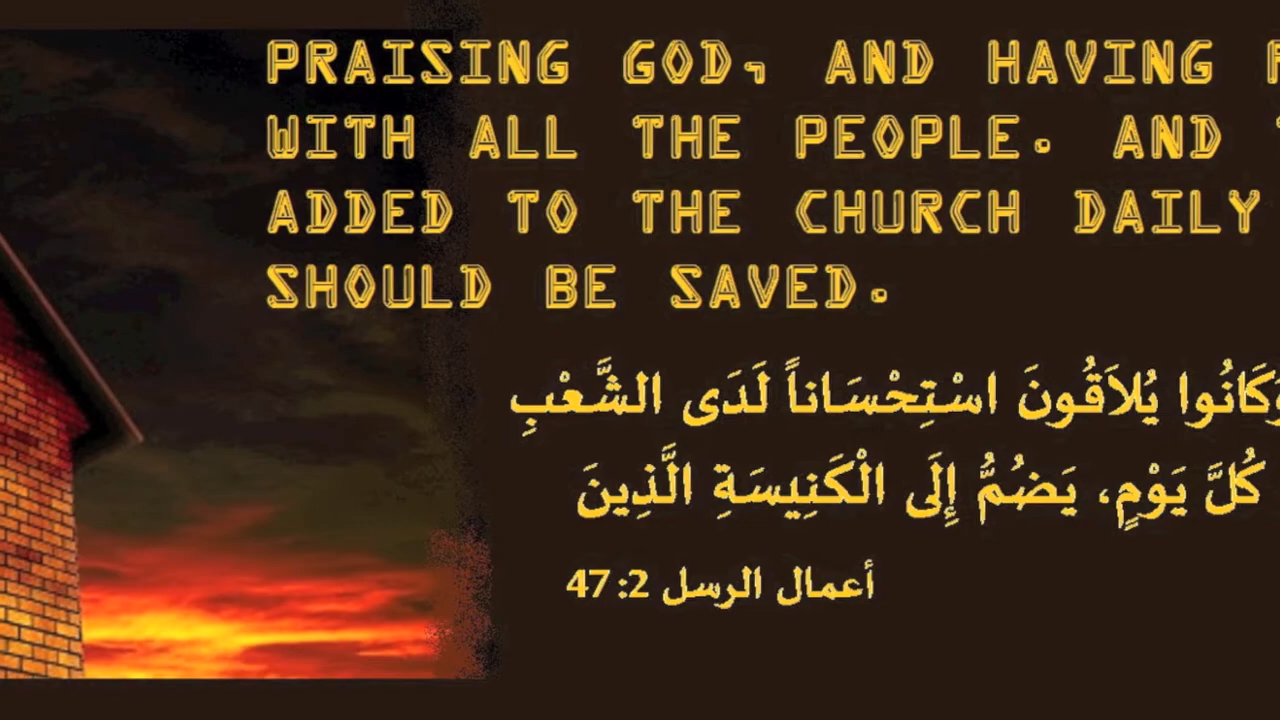 PRAISING GOD, AND HAVING
WITH ALL THE PEOPLE. AND
ADDED TO THE CHURCH DAILY
SHOULD BE SAVED.
وَكَانُوا يُلاَقُونَ اسْتِحْسَاناً لَدَى الشَّعْبِ
كُلَّ يَوْمٍ، يَضُمُّ إِلَى الْكَنِيسَةِ الَّذِينَ
أعمال الرسل 2: 47